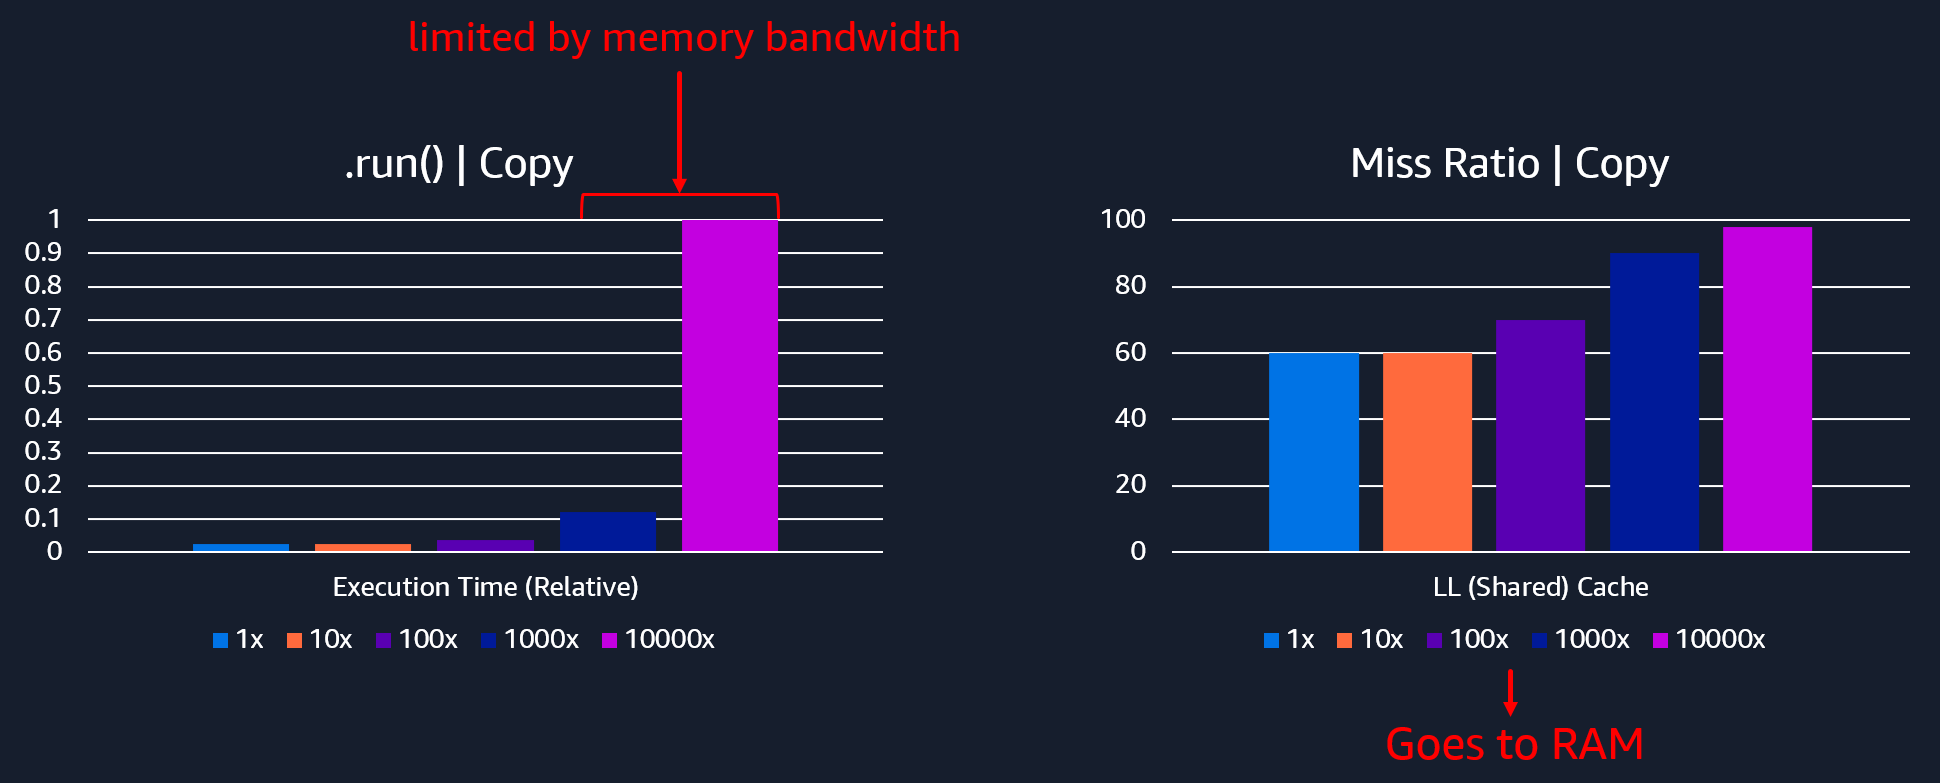 limited by memory bandwidth
.run() | Copy
1
0.9
0.8
0.7
0.6
0.5
0.4
0.3
0.2
0.1
0
Execution Time (Relative)
1x 10x 100x 1000x 10000x
Miss Ratio | Copy
100
80
60
40
20
0
LL (Shared) Cache
1x 10x 100x 1000x 10000x
Goes to RAM